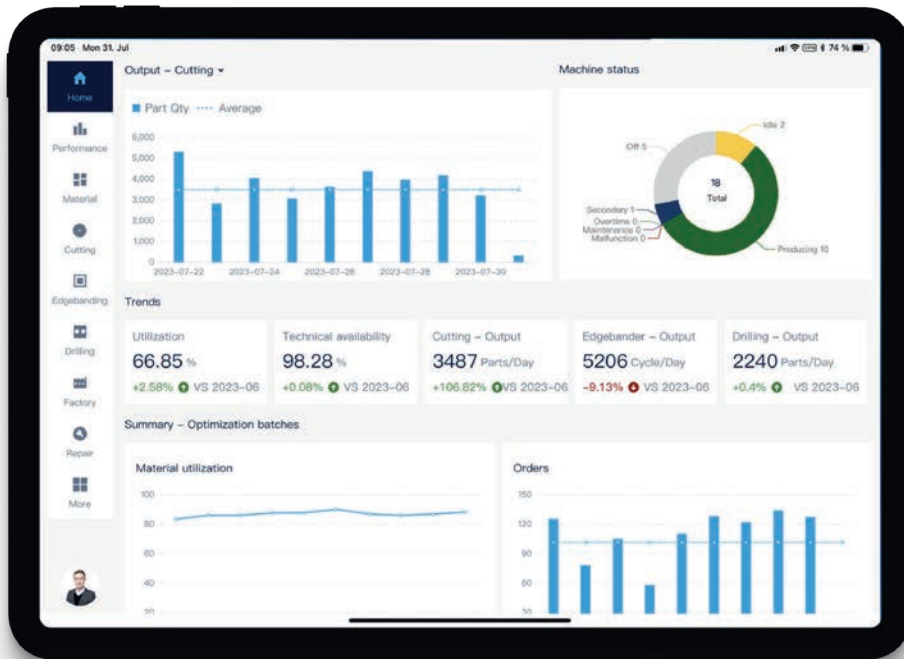 09:05 Mon 31. Jul
VPN 74 %
Home
Performance
Material
Cutting
Edgebanding
Drilling
Factory
Repair
More
Output – Cutting
Part Qty Average
6,000
5,000
4,000
3,000
2,000
1,000
0
2023-07-22 2023-07-24 2023-07-26 2023-07-28 2023-07-30
Machine status
Idle 2
Off 5
18
Total
Secondary 1
Overtime 0
Maintenance 0
Malfunction 0
Producing 10
Trends
Utilization
66.85 %
+2.58% VS 2023-06
Technical availability
98.28 %
+0.08% VS 2023-06
Cutting – Output
3487 Parts/Day
+106.82% VS 2023-06
Edgebander – Output
5206 Cycle/Day
-9.13% VS 2023-06
Drilling – Output
2240 Parts/Day
+0.4% VS 2023-06
Summary – Optimization batches
Material utilization
100
80
60
40
20
Orders
150
120
90
60
30